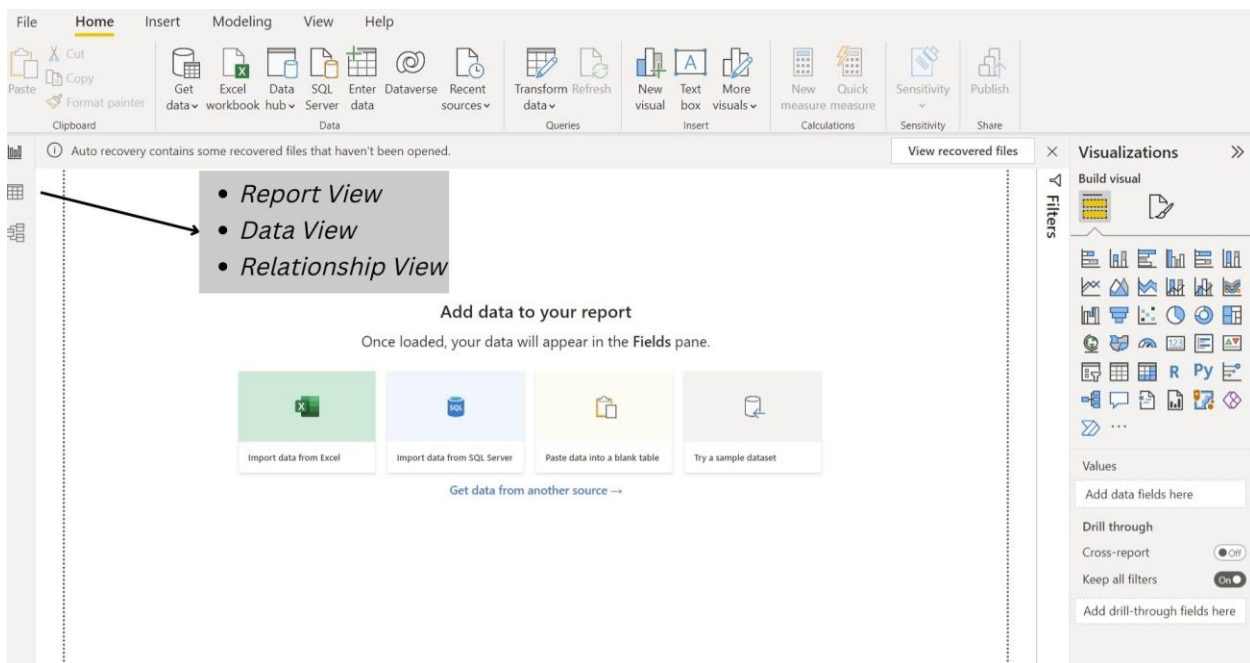 File Home Insert Modeling View Help
Paste
Cut
Copy
Format painter
Clipboard
Get data
Excel workbook
Data hub
SQL Server
Enter data
Dataverse
Recent sources
Data
Transform data
Refresh
Queries
New visual
Text box
More visuals
Insert
New measure
Quick measure
Calculations
Sensitivity
Sensitivity
Publish
Share
Auto recovery contains some recovered files that haven't been opened.
View recovered files
• Report View
• Data View
• Relationship View
Add data to your report
Once loaded, your data will appear in the Fields pane.
Import data from Excel
Import data from SQL Server
Paste data into a blank table
Try a sample dataset
Get data from another source →
Filters
Visualizations
Build visual
123
R
Py
...
Values
Add data fields here
Drill through
Cross-report
Off
Keep all filters
On
Add drill-through fields here